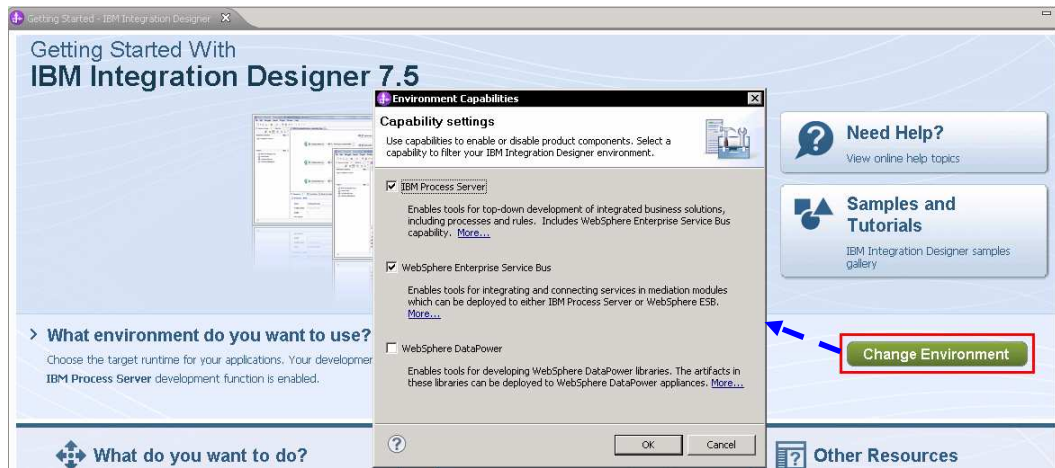 Getting Started - IBM Integration Designer
Getting Started With
IBM Integration Designer 7.5
Environment Capabilities
Capability settings
Use capabilities to enable or disable product components. Select a
capability to filter your IBM Integration Designer environment.
IBM Process Server
Enables tools for top-down development of integrated business solutions,
including processes and rules. Includes WebSphere Enterprise Service Bus
capability. More...
WebSphere Enterprise Service Bus
Enables tools for integrating and connecting services in mediation modules
which can be deployed to either IBM Process Server or WebSphere ESB.
More...
WebSphere DataPower
Enables tools for developing WebSphere DataPower libraries. The artifacts in
these libraries can be deployed to WebSphere DataPower appliances. More...
OK
Cancel
Need Help?
View online help topics
Samples and
Tutorials
IBM Integration Designer samples
gallery
What environment do you want to use?
Choose the target runtime for your applications. Your
IBM Process Server development function is enabled.
Change Environment
What do you want to do?
Other Resources